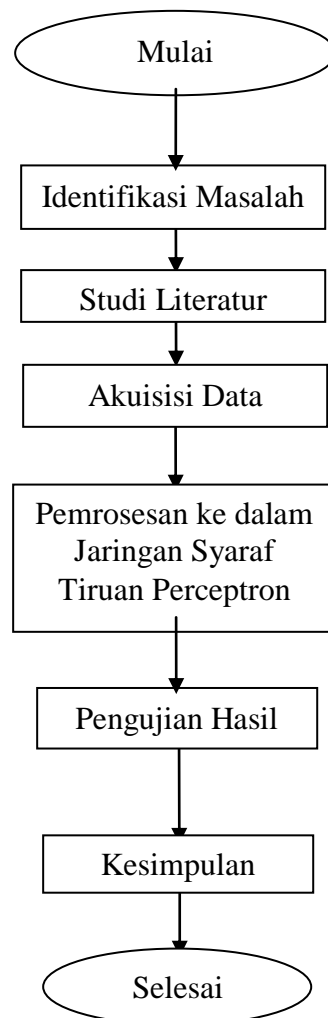 Mulai
Identifikasi Masalah
Studi Literatur
Akuisisi Data
Pemrosesan ke dalam
Jaringan Syaraf
Tiruan Perceptron
Pengujian Hasil
Kesimpulan
Selesai